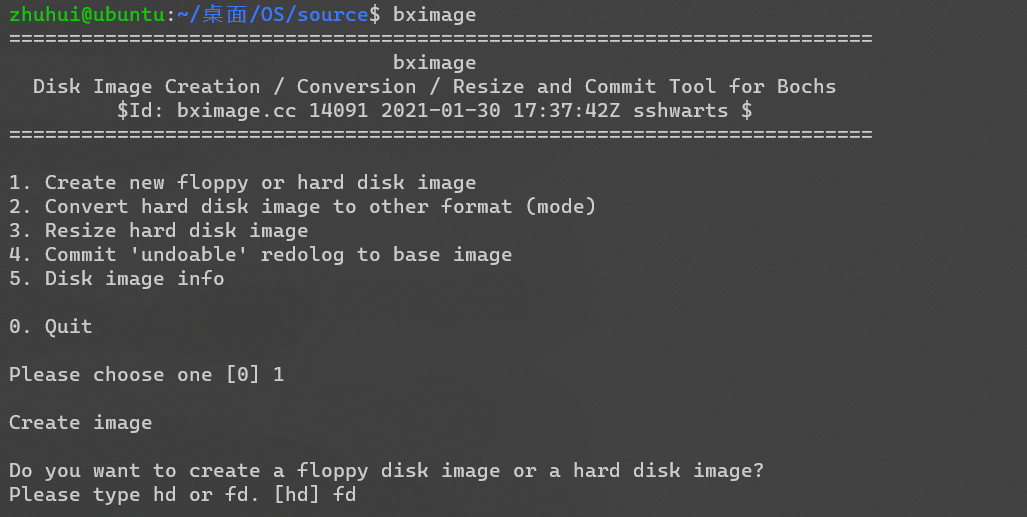 zhuhui@ubuntu:~/桌面/OS/source$ bximage
========================================================================
                                bximage
  Disk Image Creation / Conversion / Resize and Commit Tool for Bochs
         $Id: bximage.cc 14091 2021-01-30 17:37:42Z sshwarts $
========================================================================

1. Create new floppy or hard disk image
2. Convert hard disk image to other format (mode)
3. Resize hard disk image
4. Commit 'undoable' redolog to base image
5. Disk image info

0. Quit

Please choose one [0] 1

Create image

Do you want to create a floppy disk image or a hard disk image?
Please type hd or fd. [hd] fd